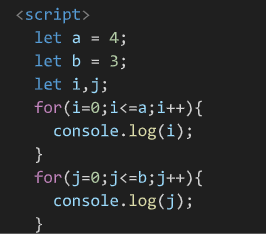 <script>
let a = 4;
let b = 3;
let i,j;
for(i=0;i<=a;i++){
console.log(i);
}
for(j=0;j<=b;j++){
console.log(j);
}